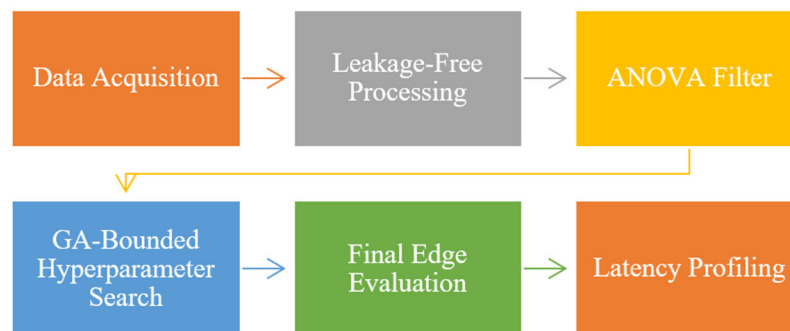 Data Acquisition
Leakage-Free
Processing
ANOVA Filter
GA-Bounded
Hyperparameter
Search
Final Edge
Evaluation
Latency Profiling